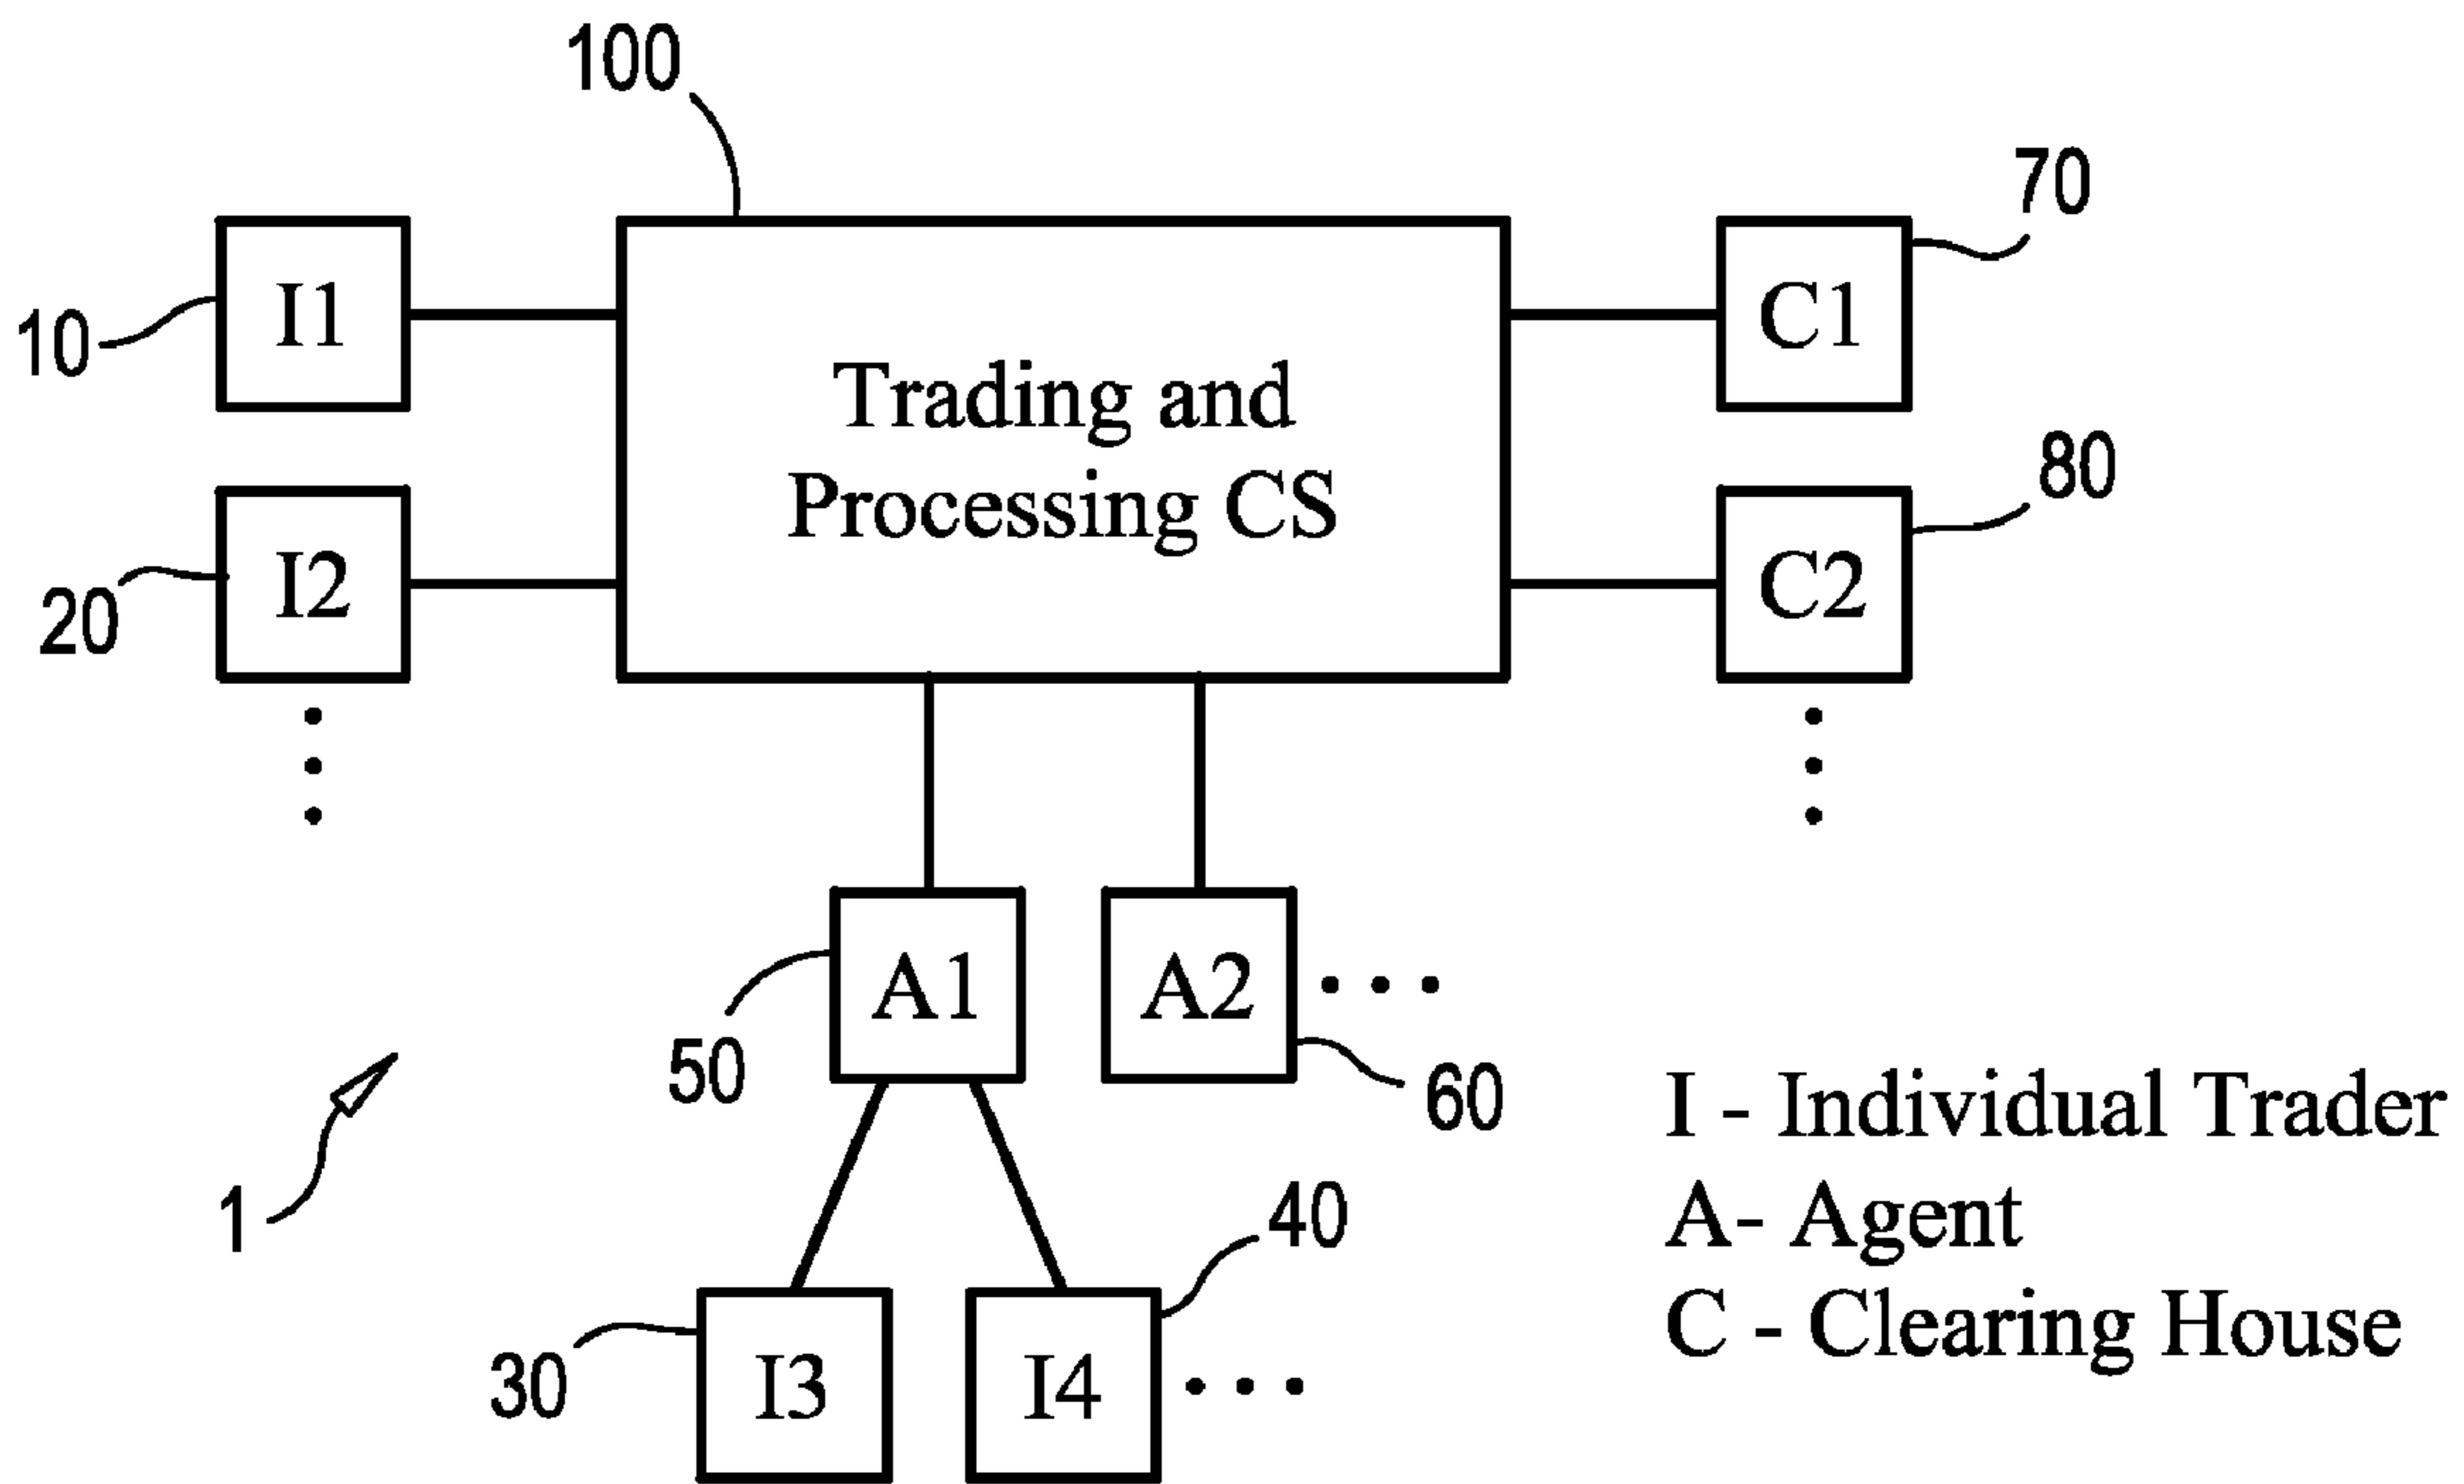 100
70
I1
C1
10
Trading and
Processing CS
80
I2
C2
20
A1
A2
50
60
I - Individual Trader
1
40
A- Agent
C - Clearing House
30
I3
I4